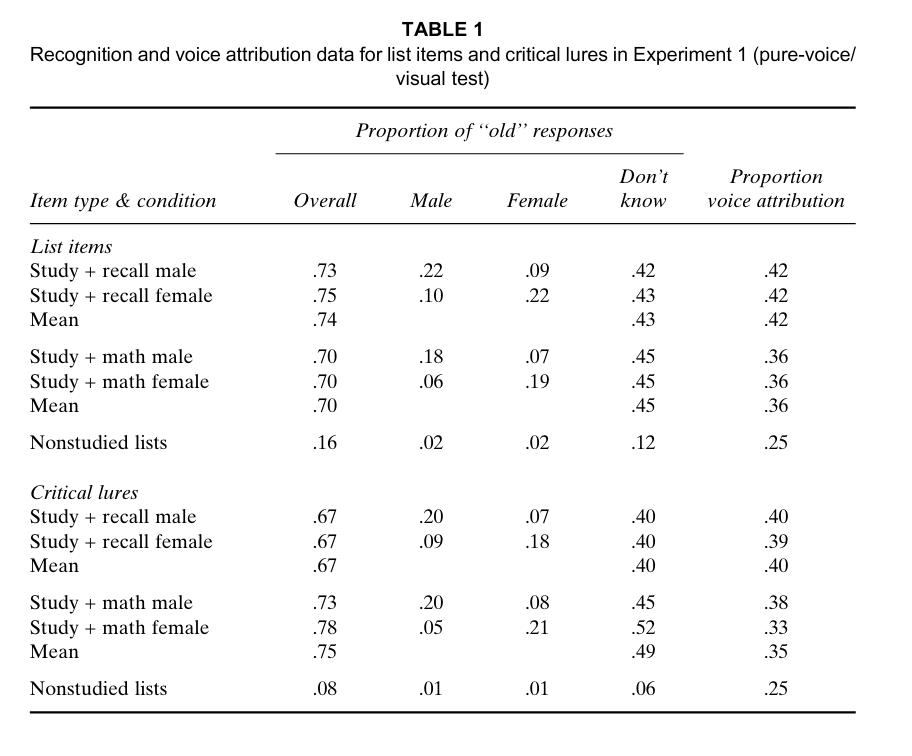 TABLE 1
Recognition and voice attribution data for list items and critical lures in Experiment 1 (pure-voice/
visual test)
Proportion of ‘‘old’’ responses
Don’t Proportion
Item type & condition Overall Male Female know voice attribution
List items
Study + recall male .73 .22 .09 .42 .42
Study + recall female .75 .10 .22 .43 .42
Mean .74 .43 .42
Study + math male .70 .18 .07 .45 .36
Study + math female .70 .06 .19 .45 .36
Mean .70 .45 .36
Nonstudied lists .16 .02 .02 .12 .25
Critical lures
Study + recall male .67 .20 .07 .40 .40
Study + recall female .67 .09 .18 .40 .39
Mean .67 .40 .40
Study + math male .73 .20 .08 .45 .38
Study + math female .78 .05 .21 .52 .33
Mean .75 .49 .35
Nonstudied lists .08 .01 .01 .06 .25